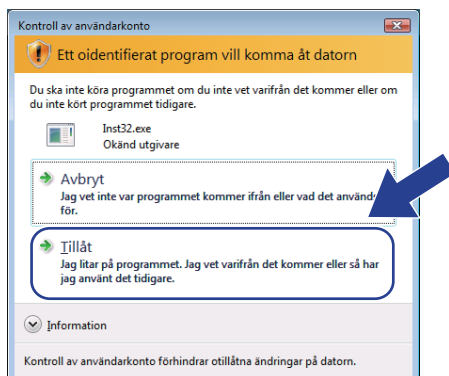 Kontroll av användarkonto
Ett oidentifierat program vill komma åt datorn
Du ska inte köra programmet om du inte vet varifrån det kommer eller om
du inte kört programmet tidigare.
Inst32.exe
Okänd utgivare
Avbryt
Jag vet inte var programmet kommer ifrån eller vad det används
för.
Tillåt
Jag litar på programmet. Jag vet varifrån det kommer eller så har
jag använt det tidigare.
Information
Kontroll av användarkonto förhindrar otillåtna ändringar på datorn.